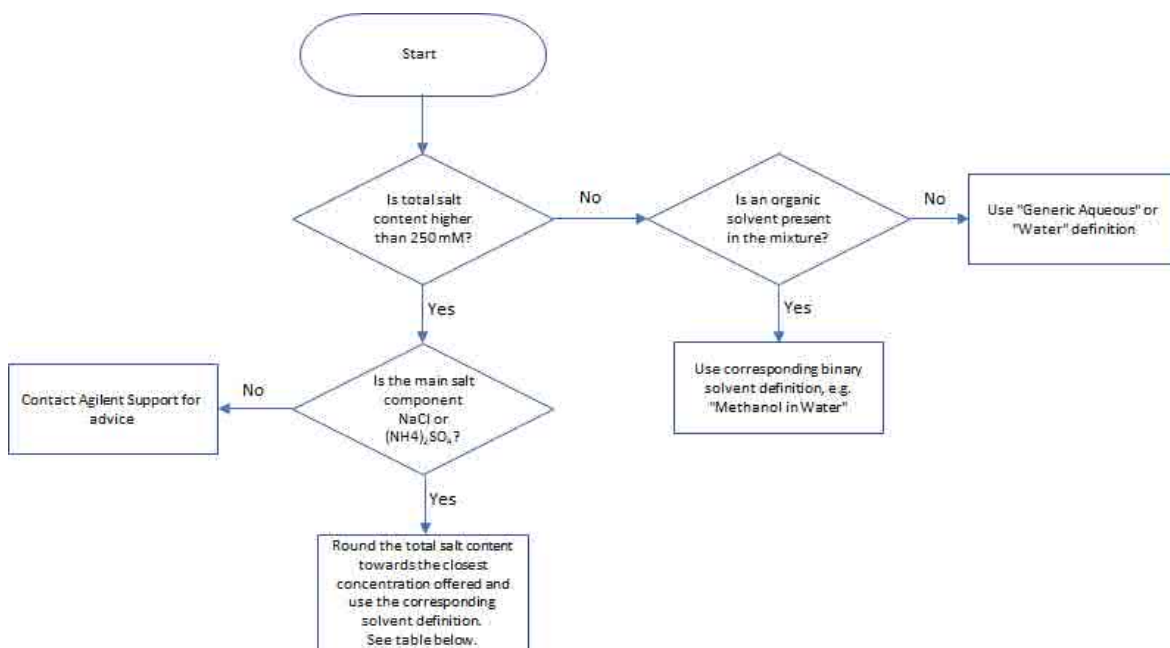 Start
Is total salt
content higher
than 250 mM?
No
Is an organic
solvent present
in the mixture?
No
Use "Generic Aqueous" or
"Water" definition
Yes
Yes
Use corresponding binary
solvent definition, e.g.
"Methanol in Water"
Is the main salt
component
NaCl or
(NH4)₂SO₄?
No
Contact Agilent Support for
advice
Yes
Round the total salt content
towards the closest
concentration offered and
use the corresponding
solvent definition.
See table below.